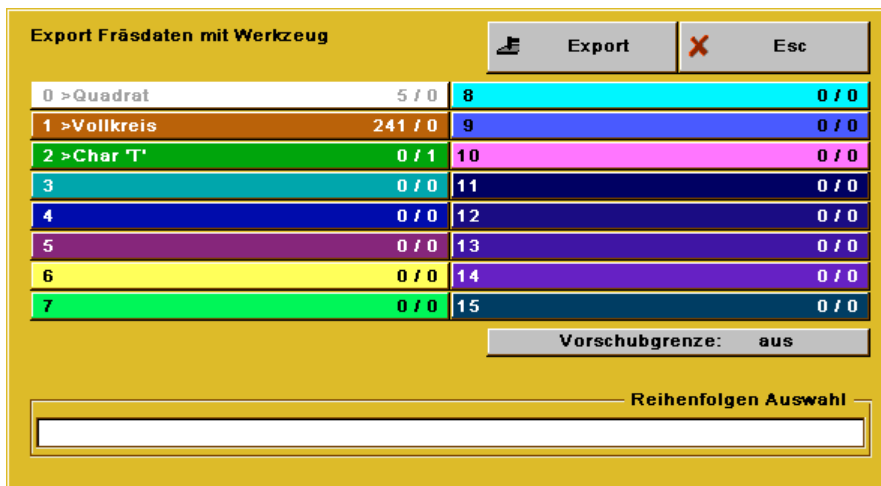 Export Fräsdaten mit Werkzeug
Export
Esc
0 >Quadrat 5 / 0
1 >Vollkreis 241 / 0
2 >Char 'T' 0 / 1
3 0 / 0
4 0 / 0
5 0 / 0
6 0 / 0
7 0 / 0
8 0 / 0
9 0 / 0
10 0 / 0
11 0 / 0
12 0 / 0
13 0 / 0
14 0 / 0
15 0 / 0
Vorschubgrenze: aus
Reihenfolgen Auswahl